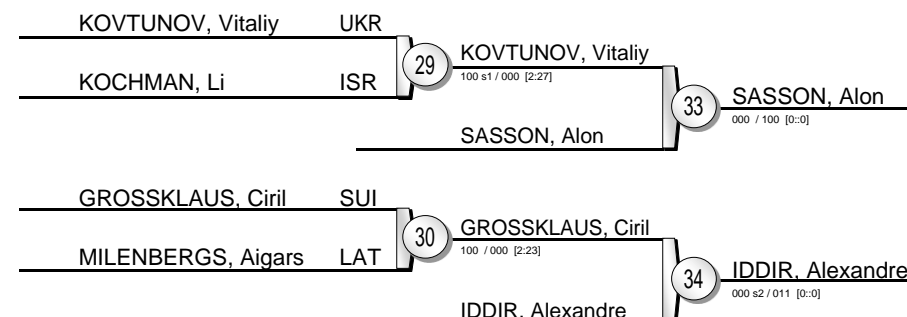 KOVTUNOV, Vitaliy UKR
29
KOVTUNOV, Vitaliy
100 s1 / 000 [2:27]
KOCHMAN, Li ISR
33
SASSON, Alon
000 / 100 [0::0]
SASSON, Alon
GROSSKLAUS, Ciril SUI
30
GROSSKLAUS, Ciril
100 / 000 [2:23]
MILENBERGS, Aigars LAT
34
IDDIR, Alexandre
000 s2 / 011 [0::0]
IDDIR, Alexandre